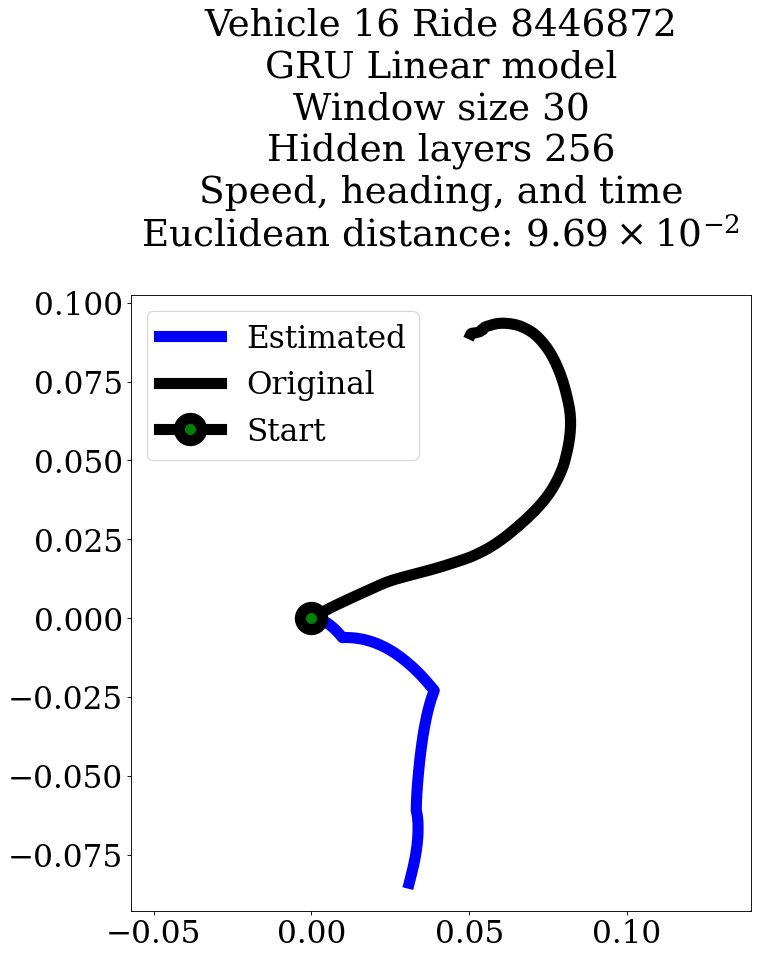 Vehicle 16 Ride 8446872
GRU Linear model
Window size 30
Hidden layers 256
Speed, heading, and time
Euclidean distance: 9.69 × 10⁻²
0.100
0.075
0.050
0.025
0.000
−0.025
−0.050
−0.075
Estimated
Original
Start
−0.05 0.00 0.05 0.10